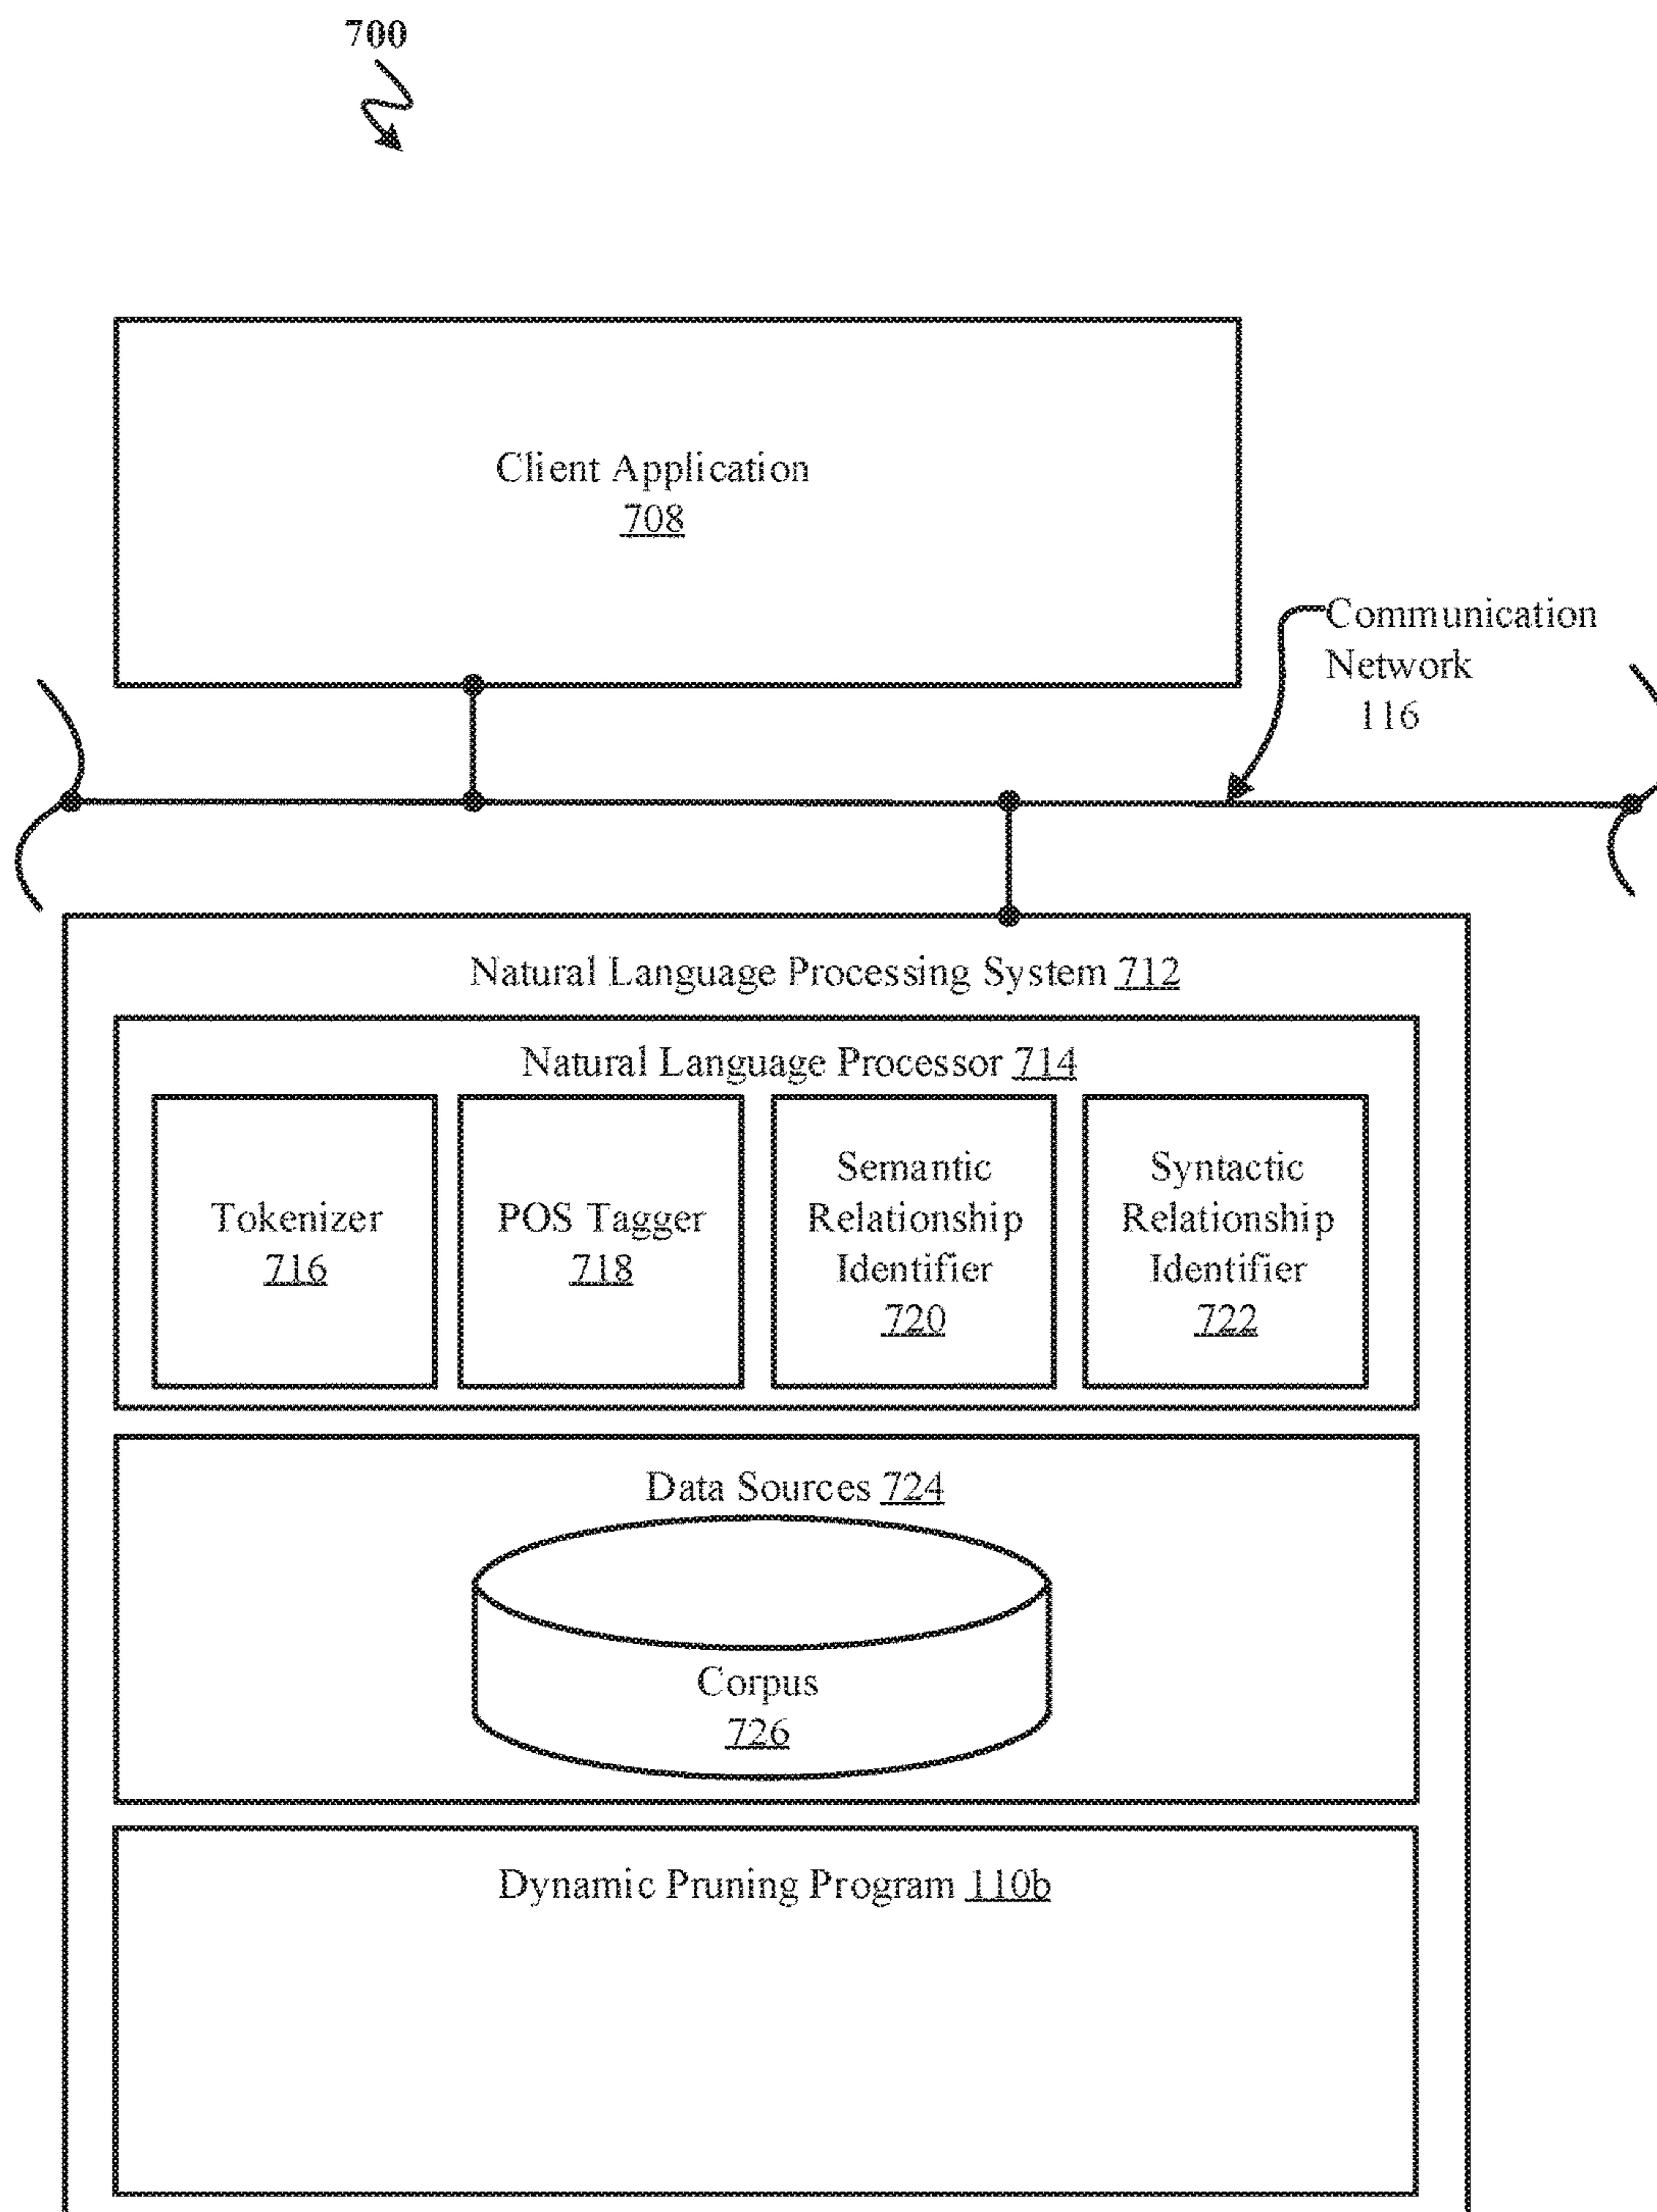 700
Client Application
708
Communication
Network
116
Natural Language Processing System 712
Natural Language Processor 714
Tokenizer
716
POS Tagger
718
Semantic
Relationship
Identifier
720
Syntactic
Relationship
Identifier
722
Data Sources 724
Corpus
726
Dynamic Pruning Program 110b